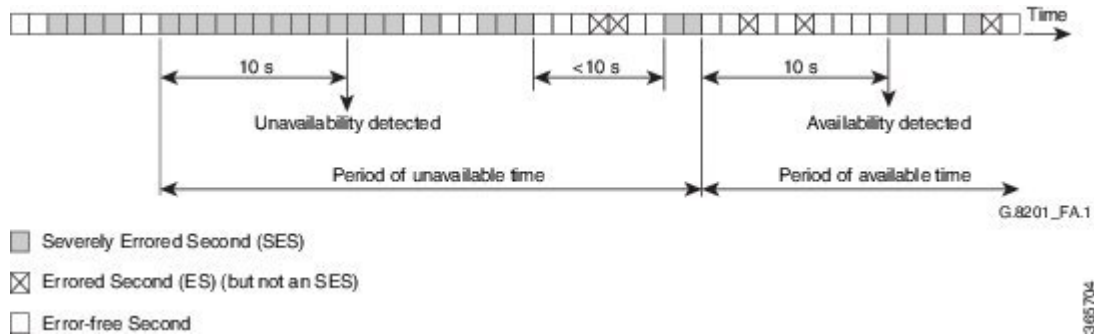 Time
10 s
<10 s
10 s
Unavailability detected
Availability detected
Period of unavailable time
Period of available time
G.8201_FA.1
Severely Errored Second (SES)
Errored Second (ES) (but not an SES)
Error-free Second
365704